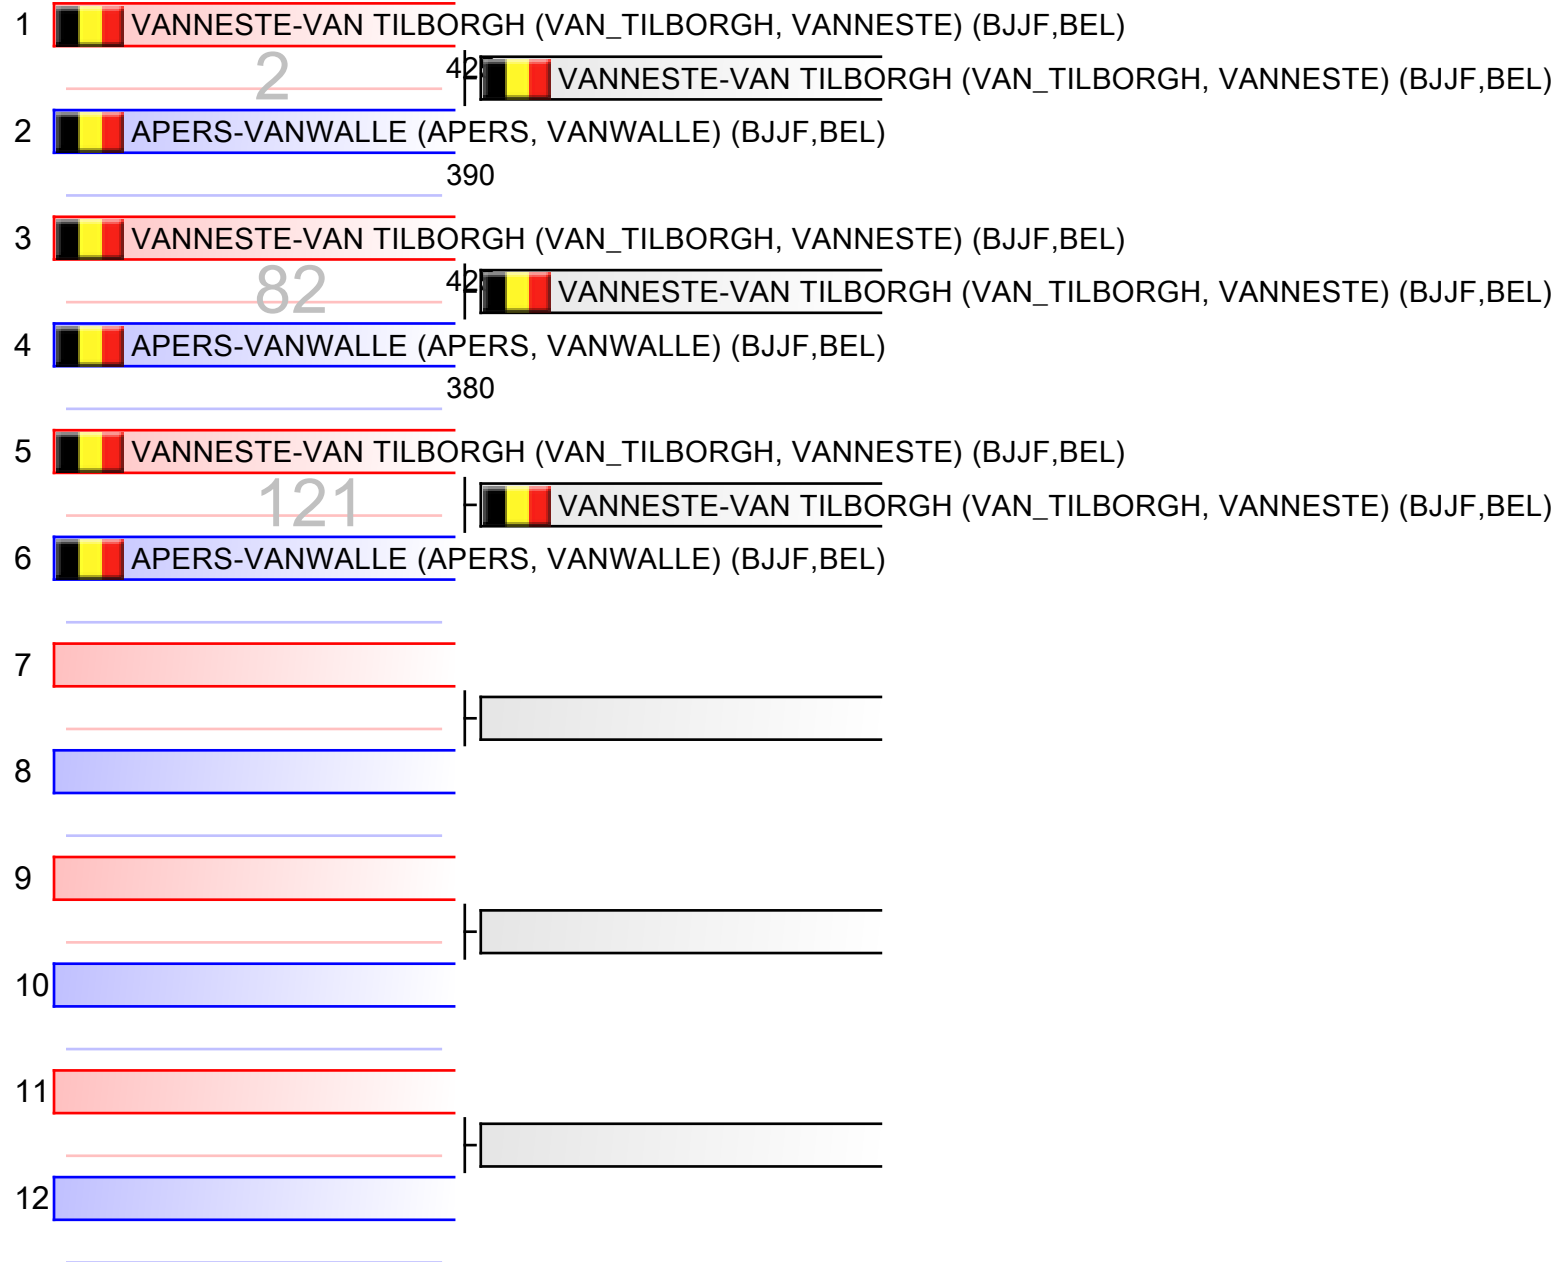 1 VANNESTE-VAN TILBORGH (VAN_TILBORGH, VANNESTE) (BJJF,BEL)
2 VANNESTE-VAN TILBORGH (VAN_TILBORGH, VANNESTE) (BJJF,BEL)
2 APERS-VANWALLE (APERS, VANWALLE) (BJJF,BEL)
390
3 VANNESTE-VAN TILBORGH (VAN_TILBORGH, VANNESTE) (BJJF,BEL)
82 VANNESTE-VAN TILBORGH (VAN_TILBORGH, VANNESTE) (BJJF,BEL)
4 APERS-VANWALLE (APERS, VANWALLE) (BJJF,BEL)
380
5 VANNESTE-VAN TILBORGH (VAN_TILBORGH, VANNESTE) (BJJF,BEL)
121 VANNESTE-VAN TILBORGH (VAN_TILBORGH, VANNESTE) (BJJF,BEL)
6 APERS-VANWALLE (APERS, VANWALLE) (BJJF,BEL)
7
8
9
10
11
12